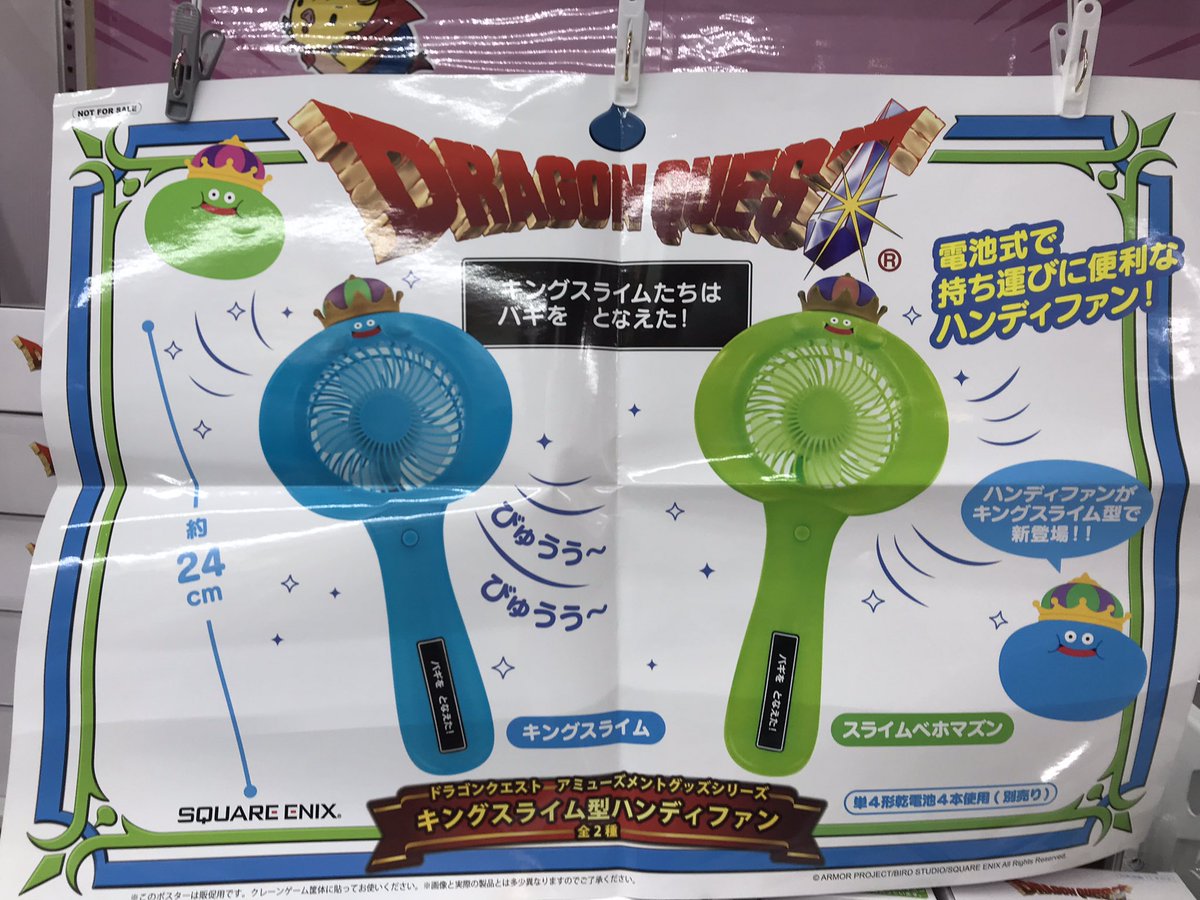 NOT FOR SALE
DRAGON QUEST
®
電池式で
持ち運びに便利な
ハンディファン!
キングスライムたちは
バギを となえた!
ハンディファンが
キングスライム型で
新登場!!
約
24
cm
びゅうう~
びゅうう~
バギを となえた!
バギを となえた!
キングスライム
スライムベホマズン
SQUARE ENIX®
ドラゴンクエスト アミューズメントグッズシリーズ
キングスライム型ハンディファン
全2種
単4形乾電池4本使用(別売り)
© ARMOR PROJECT/BIRD STUDIO/SQUARE ENIX All Rights Reserved.
※このポスターは販促用です。クレーンゲーム筐体に貼ってお使いください。※画像と実際の製品とは多少異なりますのでご了承ください。
DRAGON QUEST